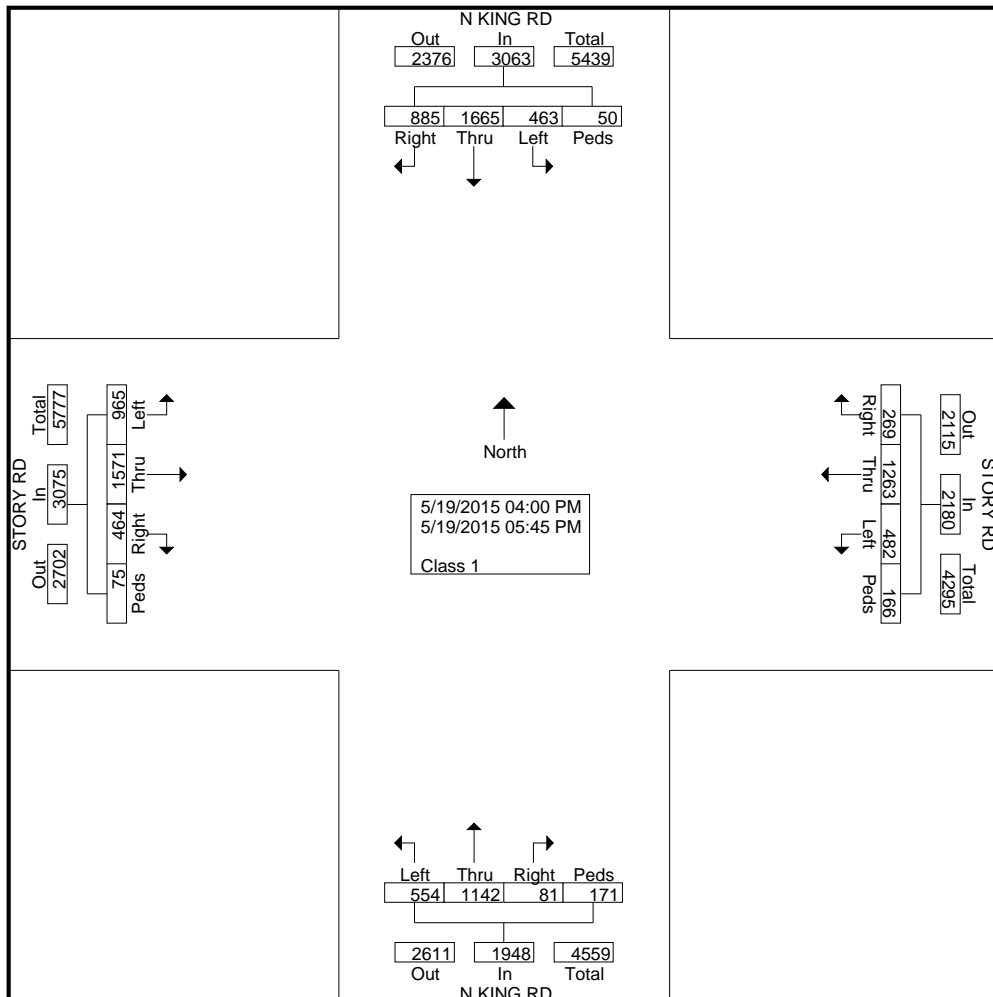 N KING RD
Out In Total
2376 3063 5439
885 1665 463 50
Right Thru Left Peds
STORY RD
Total In Out
5777 3075 2702
965 1571 464 75
Left Thru Right Peds
North
5/19/2015 04:00 PM
5/19/2015 05:45 PM
Class 1
Right Thru Left Peds
269 1263 482 166
2115 2180 4295
Out In Total
STORY RD
Left Thru Right Peds
554 1142 81 171
2611 1948 4559
Out In Total
N KING RD